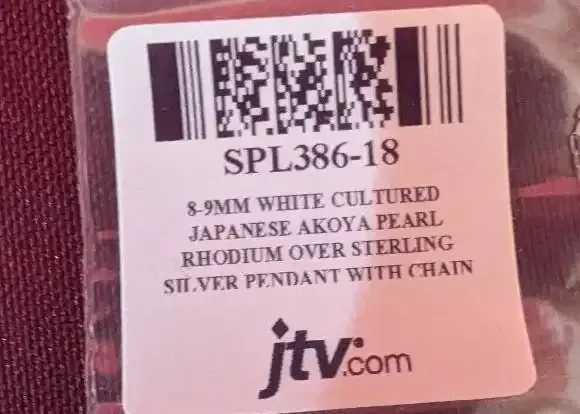 SPL386-18
8-9MM WHITE CULTURED
JAPANESE AKOYA PEARL
RHODIUM OVER STERLING
SILVER PENDANT WITH CHAIN
jtv.com